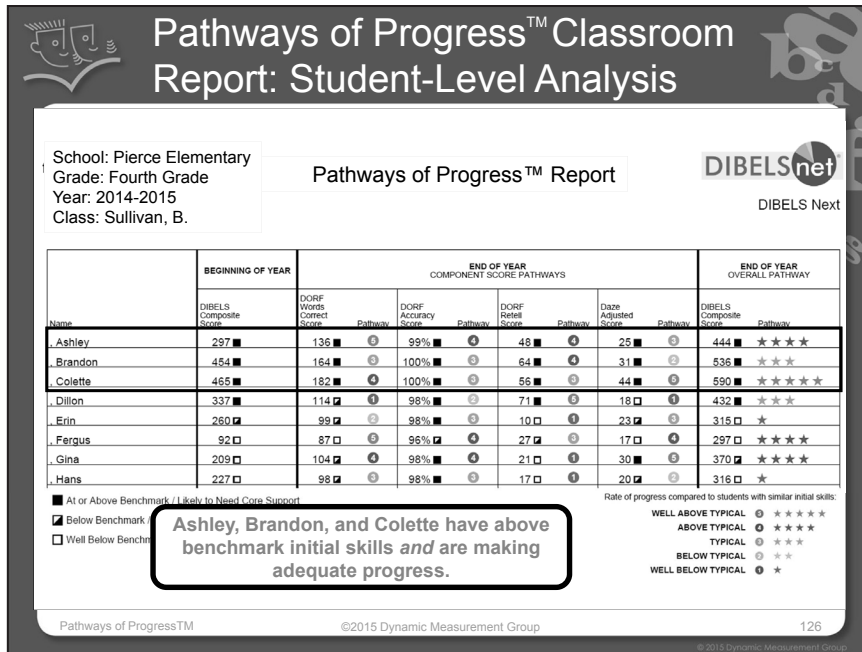 Pathways of Progress™ Classroom
Report: Student-Level Analysis
School: Pierce Elementary
Grade: Fourth Grade
Year: 2014-2015
Class: Sullivan, B.
Pathways of Progress™ Report
DIBELSnet
DIBELS Next
BEGINNING OF YEAR END OF YEAR COMPONENT SCORE PATHWAYS END OF YEAR OVERALL PATHWAY
Name DIBELS Composite Score DORF Words Correct Score Pathway DORF Accuracy Score Pathway DORF Retell Score Pathway Daze Adjusted Score Pathway DIBELS Composite Score Pathway
, Ashley 297 ■ 136 ■ 5 99% ■ 4 48 ■ 4 25 ■ 3 444 ■ ★★★★
, Brandon 454 ■ 164 ■ 3 100% ■ 3 64 ■ 4 31 ■ 2 536 ■ ★★★
, Colette 465 ■ 182 ■ 4 100% ■ 3 56 ■ 3 44 ■ 5 590 ■ ★★★★★
, Dillon 337 ■ 114 ◪ 1 98% ■ 2 71 ■ 5 18 □ 1 432 ■ ★★★
, Erin 260 ◪ 99 ◪ 2 98% ■ 3 10 □ 1 23 ◪ 3 315 □ ★
, Fergus 92 □ 87 □ 5 96% ◪ 4 27 ◪ 3 17 □ 4 297 □ ★★★★
, Gina 209 □ 104 ◪ 4 98% ■ 4 21 □ 1 30 ■ 5 370 ◪ ★★★★
, Hans 227 □ 98 ◪ 3 98% ■ 3 17 □ 1 20 ◪ 2 316 □ ★
■ At or Above Benchmark / Likely to Need Core Support
◪ Below Benchmark /
□ Well Below Benchm
Ashley, Brandon, and Colette have above
benchmark initial skills and are making
adequate progress.
Rate of progress compared to students with similar initial skills:
WELL ABOVE TYPICAL 5 ★★★★★
ABOVE TYPICAL 4 ★★★★
TYPICAL 3 ★★★
BELOW TYPICAL 2 ★★
WELL BELOW TYPICAL 1 ★
Pathways of ProgressTM ©2015 Dynamic Measurement Group 126
© 2015 Dynamic Measurement Group